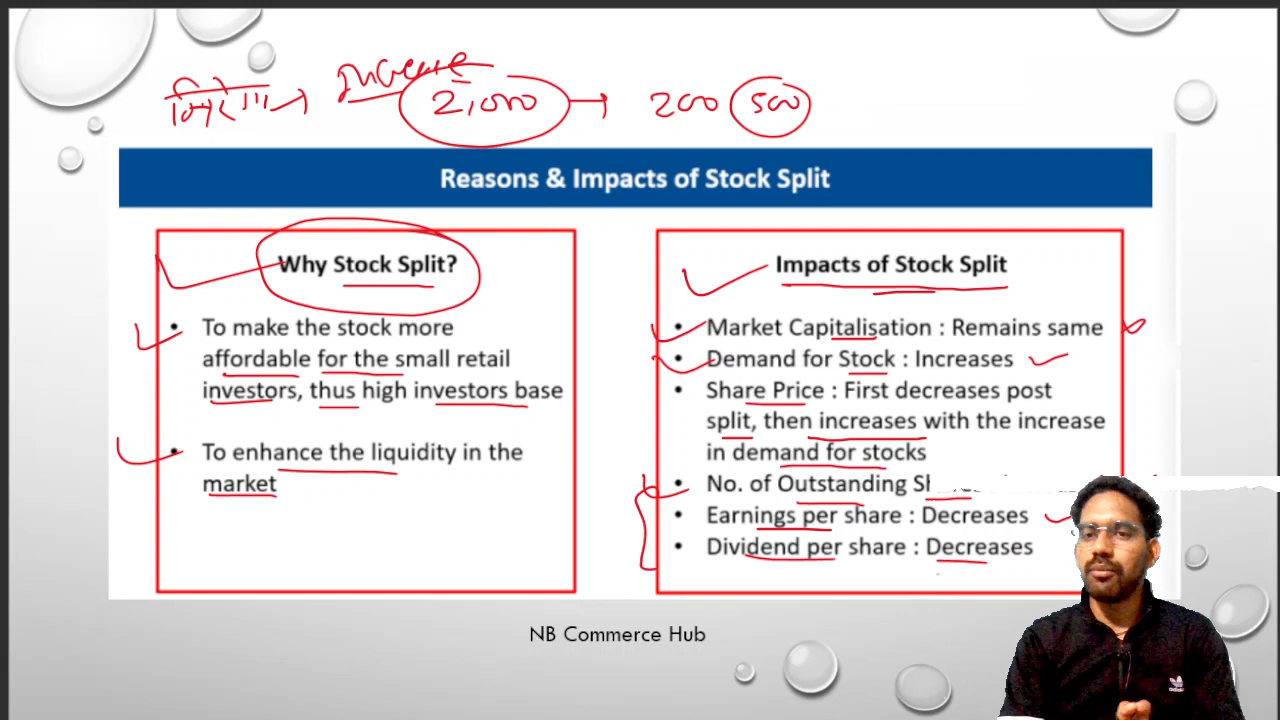 Increase
2,000 → 200 500
Reasons & Impacts of Stock Split
Why Stock Split?
• To make the stock more
affordable for the small retail
investors, thus high investors base
• To enhance the liquidity in the
market
Impacts of Stock Split
• Market Capitalisation : Remains same
• Demand for Stock : Increases
• Share Price : First decreases post
split, then increases with the increase
in demand for stocks
• No. of Outstanding
• Earnings per share : Decreases
• Dividend per share : Decreases
NB Commerce Hub